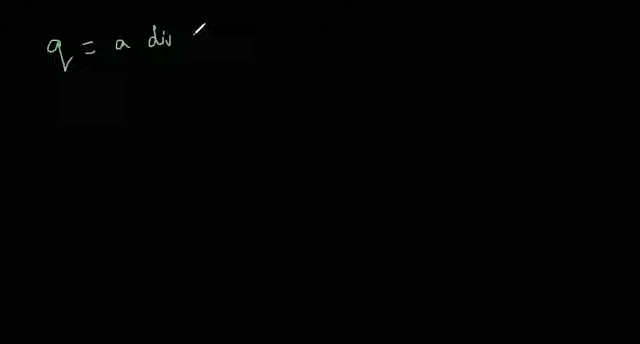 q = a div